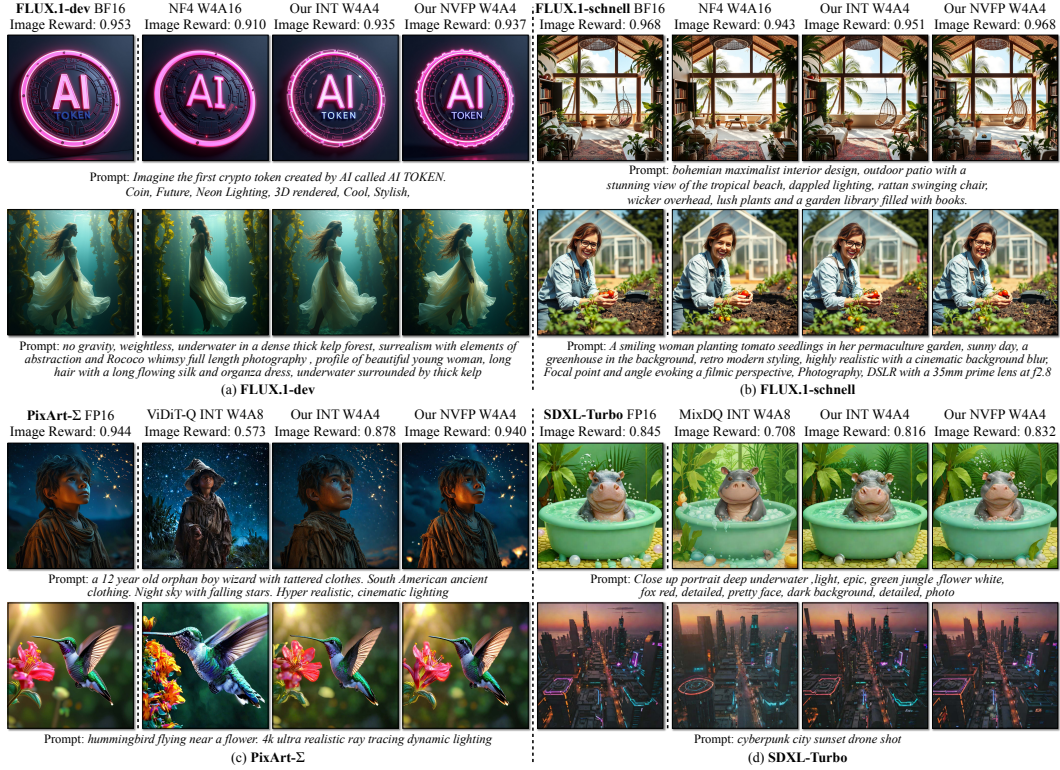 FLUX.1-dev BF16 NF4 W4A16 Our INT W4A4 Our NVFP W4A4
Image Reward: 0.953 Image Reward: 0.910 Image Reward: 0.935 Image Reward: 0.937
AI AI AI AI
TOKEN TOKEN TOKEN
Prompt: Imagine the first crypto token created by AI called AI TOKEN.
Coin, Future, Neon Lighting, 3D rendered, Cool, Stylish,
Prompt: no gravity, weightless, underwater in a dense thick kelp forest, surrealism with elements of
abstraction and Rococo whimsy full length photography , profile of beautiful young woman, long
hair with a long flowing silk and organza dress, underwater surrounded by thick kelp
(a) FLUX.1-dev
FLUX.1-schnell BF16 NF4 W4A16 Our INT W4A4 Our NVFP W4A4
Image Reward: 0.968 Image Reward: 0.943 Image Reward: 0.951 Image Reward: 0.968
Prompt: bohemian maximalist interior design, outdoor patio with a
stunning view of the tropical beach, dappled lighting, rattan swinging chair,
wicker overhead, lush plants and a garden library filled with books.
Prompt: A smiling woman planting tomato seedlings in her permaculture garden, sunny day, a
greenhouse in the background, retro modern styling, highly realistic with a cinematic background blur,
Focal point and angle evoking a filmic perspective, Photography, DSLR with a 35mm prime lens at f2.8
(b) FLUX.1-schnell
PixArt-Σ FP16 ViDiT-Q INT W4A8 Our INT W4A4 Our NVFP W4A4
Image Reward: 0.944 Image Reward: 0.573 Image Reward: 0.878 Image Reward: 0.940
Prompt: a 12 year old orphan boy wizard with tattered clothes. South American ancient
clothing. Night sky with falling stars. Hyper realistic, cinematic lighting
Prompt: hummingbird flying near a flower. 4k ultra realistic ray tracing dynamic lighting
(c) PixArt-Σ
SDXL-Turbo FP16 MixDQ INT W4A8 Our INT W4A4 Our NVFP W4A4
Image Reward: 0.845 Image Reward: 0.708 Image Reward: 0.816 Image Reward: 0.832
Prompt: Close up portrait deep underwater ,light, epic, green jungle ,flower white,
fox red, detailed, pretty face, dark background, detailed, photo
Prompt: cyberpunk city sunset drone shot
(d) SDXL-Turbo